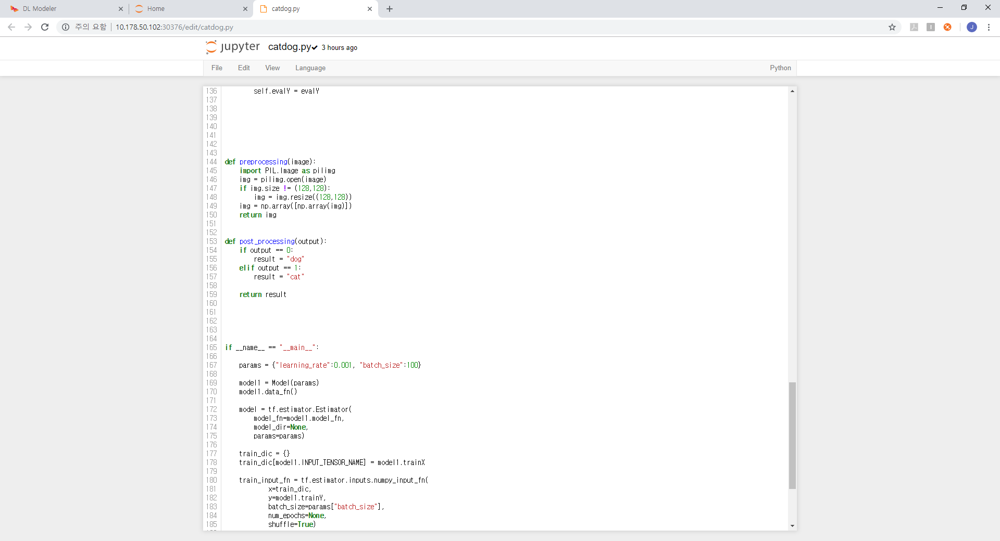 DL Modeler
Home
catdog.py
주의 요함 10.178.50.102:30376/edit/catdog.py
J
jupyter catdog.py 3 hours ago
File Edit View Language Python
136 self.evalY = evalY
137
138
139
140
141
142
143
144 def preprocessing(image):
145 import PIL.Image as pilimg
146 img = pilimg.open(image)
147 if img.size != (128,128):
148 img = img.resize((128,128))
149 img = np.array([np.array(img)])
150 return img
151
152
153 def post_processing(output):
154 if output == 0:
155 result = "dog"
156 elif output == 1:
157 result = "cat"
158
159 return result
160
161
162
163
164
165 if __name__ == "__main__":
166
167 params = {"learning_rate":0.001, "batch_size":100}
168
169 model1 = Model(params)
170 model1.data_fn()
171
172 model = tf.estimator.Estimator(
173 model_fn=model1.model_fn,
174 model_dir=None,
175 params=params)
176
177 train_dic = {}
178 train_dic[model1.INPUT_TENSOR_NAME] = model1.trainX
179
180 train_input_fn = tf.estimator.inputs.numpy_input_fn(
181 x=train_dic,
182 y=model1.trainY,
183 batch_size=params["batch_size"],
184 num_epochs=None,
185 shuffle=True)